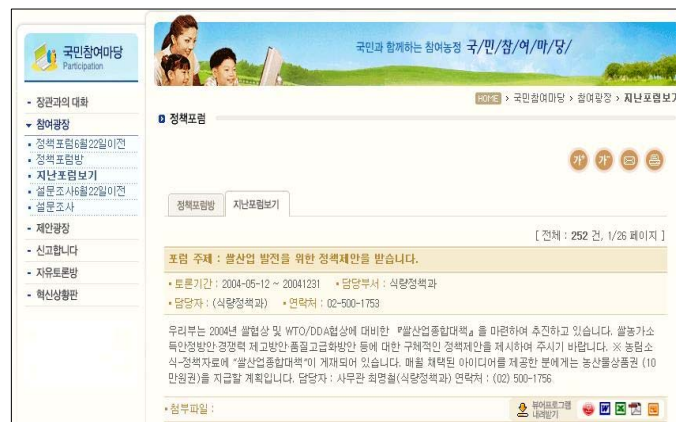 국민참여마당
Participation
국민과 함께하는 참여농정 국/민/참/여/마/당/
HOME > 국민참여마당 > 참여광장 > 지난포럼보기
장관과의 대화
참여광장
정책포럼6월22일이전
정책포럼방
지난포럼보기
설문조사6월22일이전
설문조사
제안광장
신고합니다
자유토론방
혁신상황판
정책포럼
가+ 가-
정책포럼방 지난포럼보기
[ 전체 : 252 건, 1/26 페이지 ]
포럼 주제 : 쌀산업 발전을 위한 정책제안을 받습니다.
• 토론기간 : 2004-05-12 ~ 20041231 • 담당부서 : 식량정책과
• 담당자 : (식량정책과) • 연락처 : 02-500-1753
우리부는 2004년 쌀협상 및 WTO/DDA협상에 대비한 『쌀산업종합대책』을 마련하여 추진하고 있습니다. 쌀농가소
득안정방안·경쟁력 제고방안·품질고급화방안 등에 대한 구체적인 정책제안을 제시하여 주시기 바랍니다. ※ 농림소
식-정책자료에 "쌀산업종합대책"이 게재되어 있습니다. 매월 채택된 아이디어를 제공한 분에게는 농산물상품권 (10
만원권)을 지급할 계획입니다. 담당자 : 사무관 최명철(식량정책과) 연락처 : (02) 500-1756
• 첨부파일 :
뷰어프로그램
내려받기